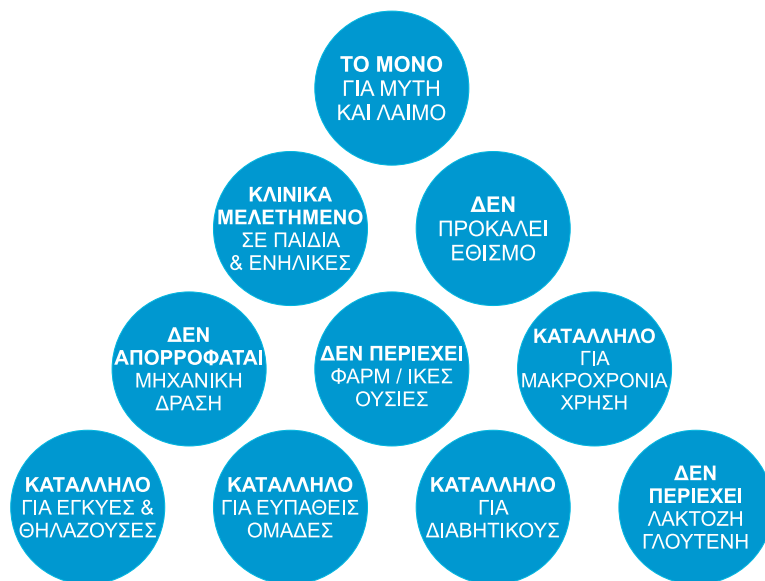 ΤΟ ΜΟΝΟ
ΓΙΑ ΜΥΤΗ
ΚΑΙ ΛΑΙΜΟ
ΚΛΙΝΙΚΑ
ΜΕΛΕΤΗΜΕΝΟ
ΣΕ ΠΑΙΔΙΑ
& ΕΝΗΛΙΚΕΣ
ΔΕΝ
ΠΡΟΚΑΛΕΙ
ΕΘΙΣΜΟ
ΔΕΝ
ΑΠΟΡΡΟΦΑΤΑΙ
ΜΗΧΑΝΙΚΗ
ΔΡΑΣΗ
ΔΕΝ ΠΕΡΙΕΧΕΙ
ΦΑΡΜ / ΙΚΕΣ
ΟΥΣΙΕΣ
ΚΑΤΑΛΛΗΛΟ
ΓΙΑ
ΜΑΚΡΟΧΡΟΝΙΑ
ΧΡΗΣΗ
ΚΑΤΑΛΛΗΛΟ
ΓΙΑ ΕΓΚΥΕΣ &
ΘΗΛΑΖΟΥΣΕΣ
ΚΑΤΑΛΛΗΛΟ
ΓΙΑ ΕΥΠΑΘΕΙΣ
ΟΜΑΔΕΣ
ΚΑΤΑΛΛΗΛΟ
ΓΙΑ
ΔΙΑΒΗΤΙΚΟΥΣ
ΔΕΝ
ΠΕΡΙΕΧΕΙ
ΛΑΚΤΟΖΗ
ΓΛΟΥΤΕΝΗ